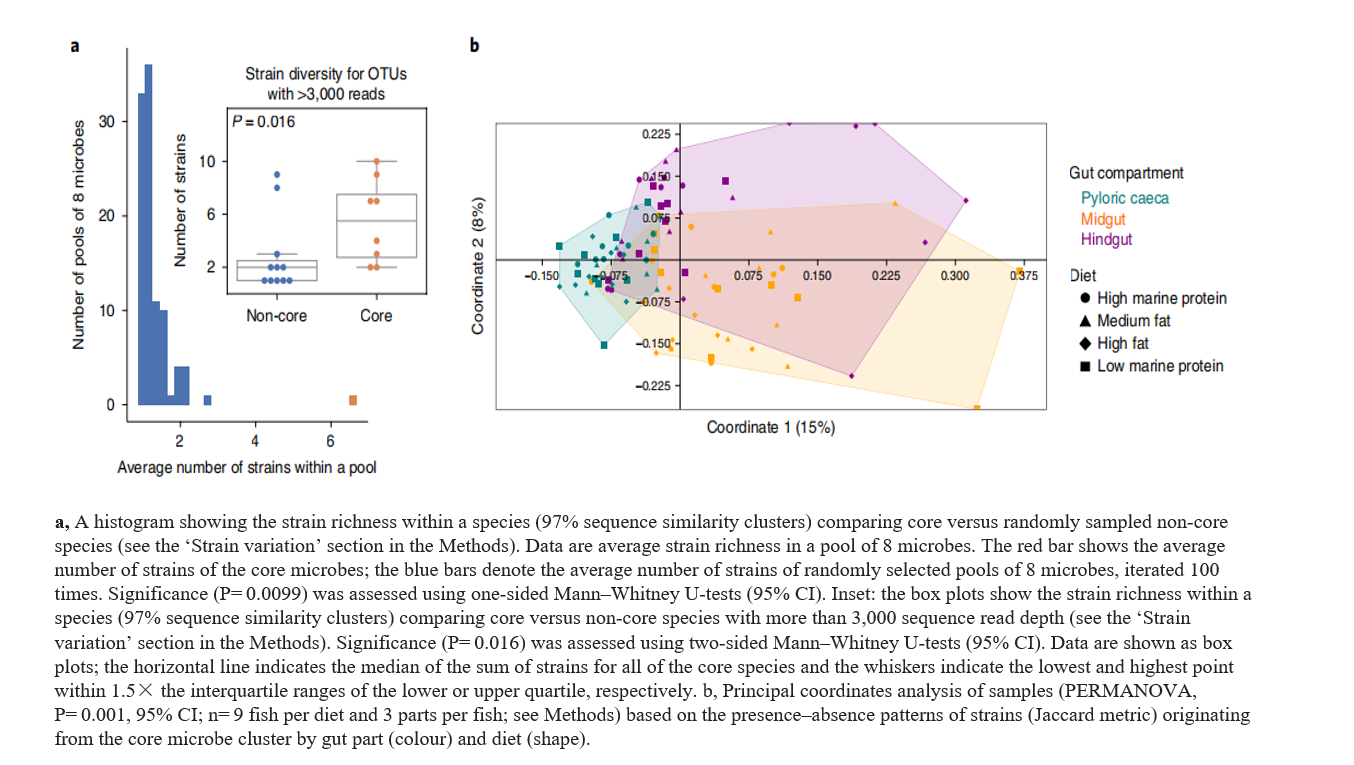 a
b
Strain diversity for OTUs
with >3,000 reads
P = 0.016
Number of strains
10
6
2
Non-core
Core
Number of pools of 8 microbes
30
20
10
0
2
4
6
Average number of strains within a pool
Coordinate 2 (8%)
0.225
0.150
0.075
−0.075
−0.150
−0.225
−0.150
−0.075
0.075
0.150
0.225
0.300
0.375
Coordinate 1 (15%)
Gut compartment
Pyloric caeca
Midgut
Hindgut
Diet
High marine protein
Medium fat
High fat
Low marine protein
a, A histogram showing the strain richness within a species (97% sequence similarity clusters) comparing core versus randomly sampled non-core
species (see the ‘Strain variation’ section in the Methods). Data are average strain richness in a pool of 8 microbes. The red bar shows the average
number of strains of the core microbes; the blue bars denote the average number of strains of randomly selected pools of 8 microbes, iterated 100
times. Significance (P= 0.0099) was assessed using one-sided Mann–Whitney U-tests (95% CI). Inset: the box plots show the strain richness within a
species (97% sequence similarity clusters) comparing core versus non-core species with more than 3,000 sequence read depth (see the ‘Strain
variation’ section in the Methods). Significance (P= 0.016) was assessed using two-sided Mann–Whitney U-tests (95% CI). Data are shown as box
plots; the horizontal line indicates the median of the sum of strains for all of the core species and the whiskers indicate the lowest and highest point
within 1.5× the interquartile ranges of the lower or upper quartile, respectively. b, Principal coordinates analysis of samples (PERMANOVA,
P= 0.001, 95% CI; n= 9 fish per diet and 3 parts per fish; see Methods) based on the presence–absence patterns of strains (Jaccard metric) originating
from the core microbe cluster by gut part (colour) and diet (shape).